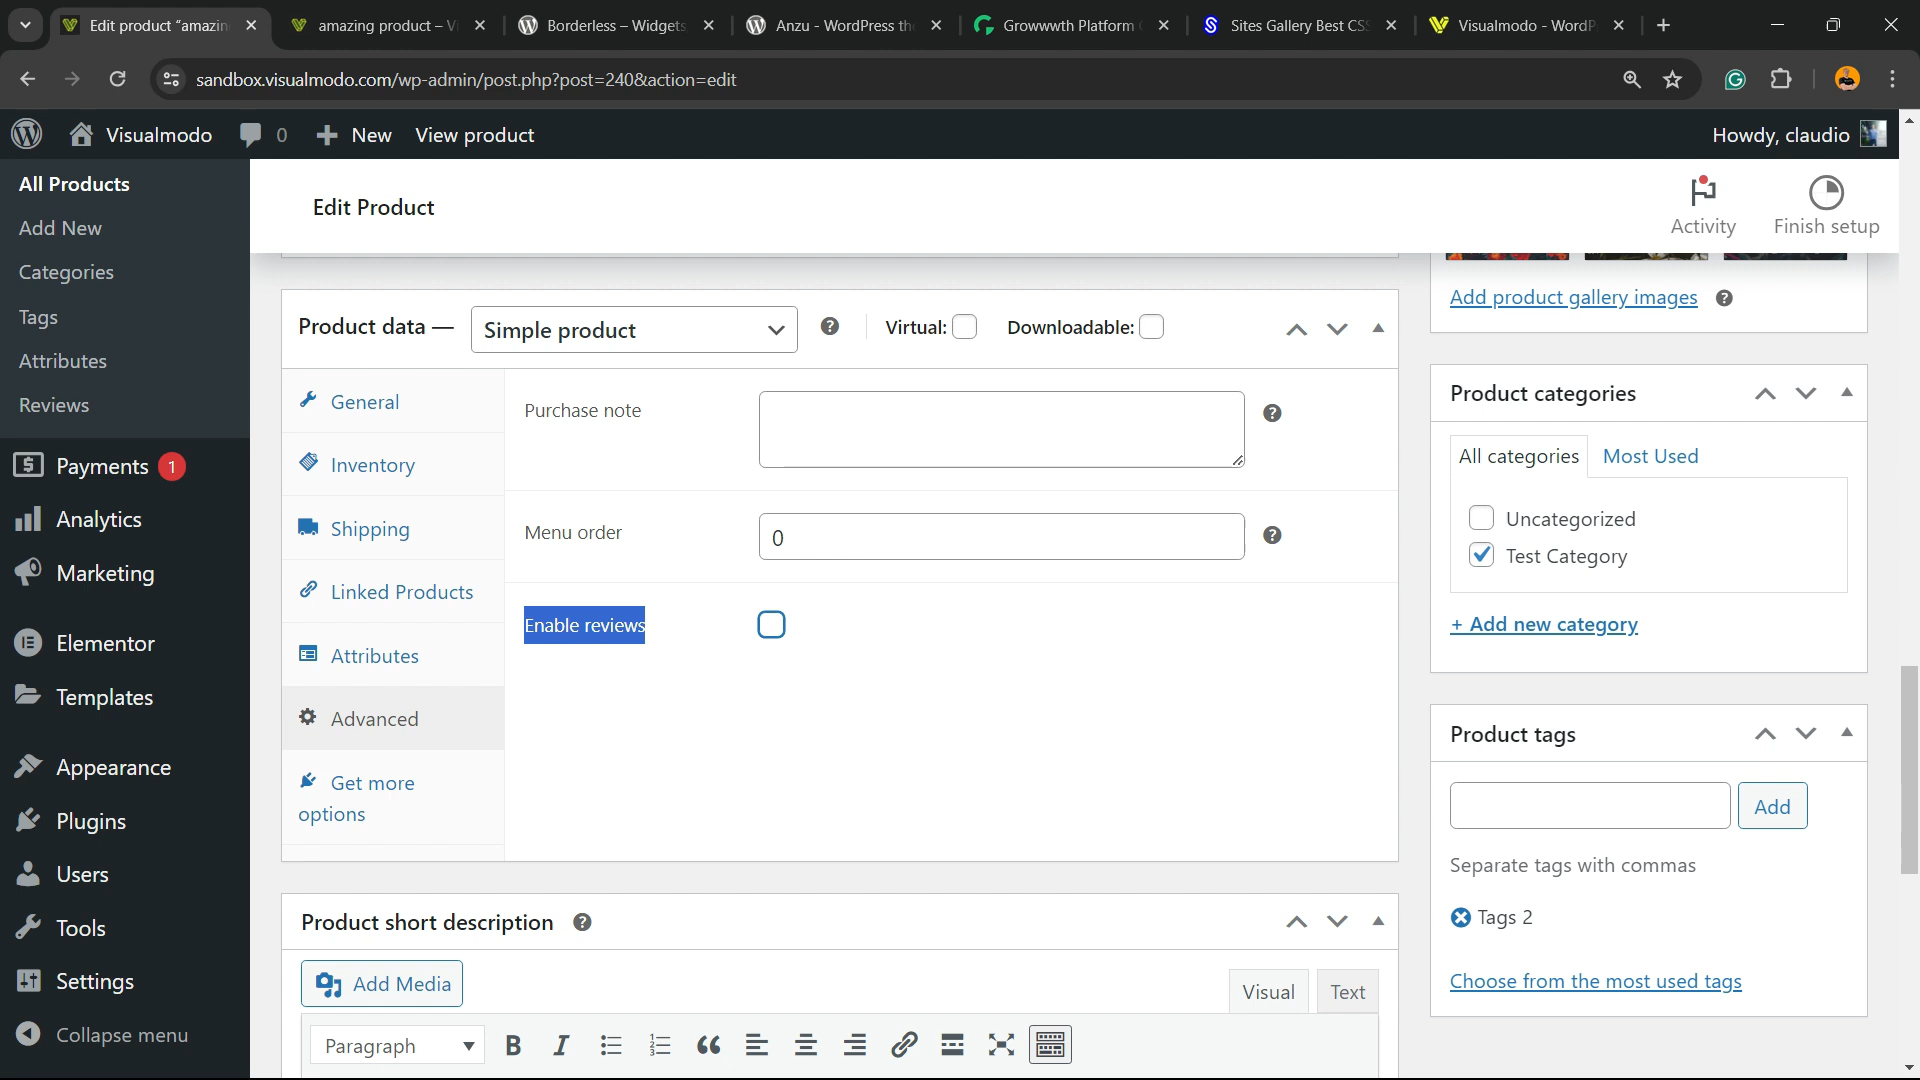 Edit product "amazin
amazing product – Vi
Borderless – Widgets
Anzu - WordPress th
Growwwth Platform
Sites Gallery Best CSS
Visualmodo - WordP
sandbox.visualmodo.com/wp-admin/post.php?post=240&action=edit
Visualmodo
0
New
View product
Howdy, claudio
All Products
Add New
Categories
Tags
Attributes
Reviews
Payments 1
Analytics
Marketing
Elementor
Templates
Appearance
Plugins
Users
Tools
Settings
Collapse menu
Edit Product
Activity
Finish setup
Product data —
Simple product
Virtual:
Downloadable:
General
Inventory
Shipping
Linked Products
Attributes
Advanced
Get more
options
Purchase note
Menu order
0
Enable reviews
Product short description
Add Media
Visual
Text
Paragraph
Add product gallery images
Product categories
All categories
Most Used
Uncategorized
Test Category
+ Add new category
Product tags
Add
Separate tags with commas
Tags 2
Choose from the most used tags